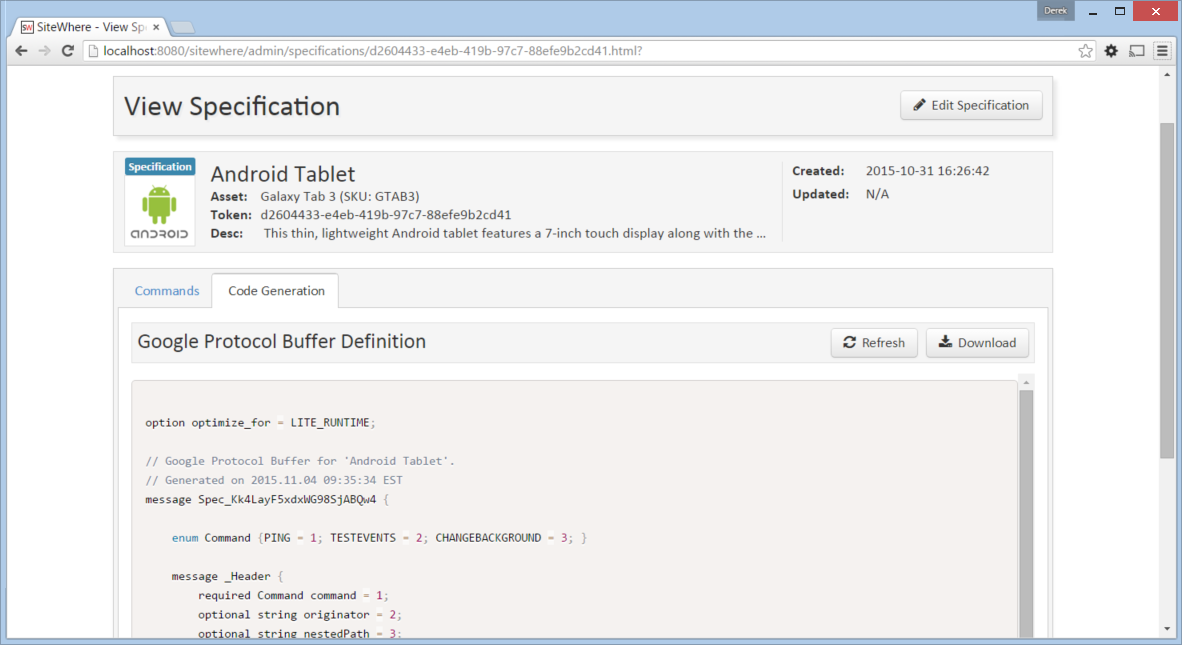 Derek
SW SiteWhere - View Sp
localhost:8080/sitewhere/admin/specifications/d2604433-e4eb-419b-97c7-88efe9b2cd41.html?
View Specification
Edit Specification
Specification
android
Android Tablet
Asset: Galaxy Tab 3 (SKU: GTAB3)
Token: d2604433-e4eb-419b-97c7-88efe9b2cd41
Desc: This thin, lightweight Android tablet features a 7-inch touch display along with the ...
Created: 2015-10-31 16:26:42
Updated: N/A
Commands
Code Generation
Google Protocol Buffer Definition
Refresh
Download
option optimize_for = LITE_RUNTIME;
// Google Protocol Buffer for 'Android Tablet'.
// Generated on 2015.11.04 09:35:34 EST
message Spec_Kk4LayF5xdxWG98SjABQw4 {
enum Command {PING = 1; TESTEVENTS = 2; CHANGEBACKGROUND = 3; }
message _Header {
required Command command = 1;
optional string originator = 2;
optional string nestedPath = 3;